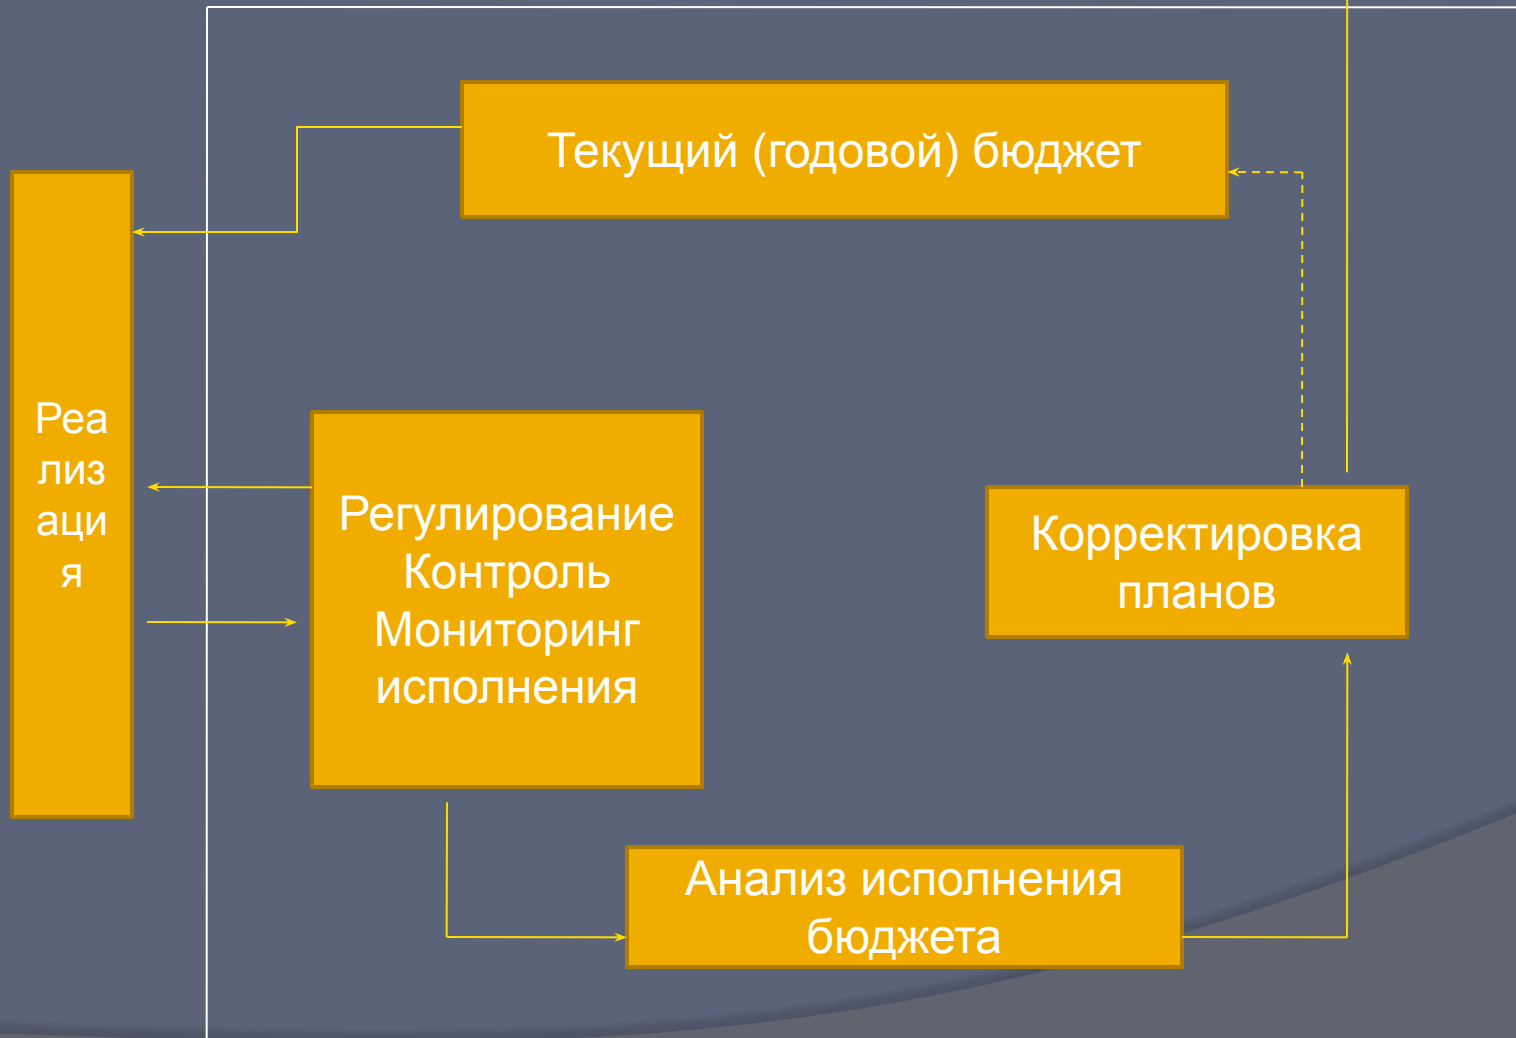 Текущий (годовой) бюджет
Реа
лиз
аци
я
Регулирование
Контроль
Мониторинг
исполнения
Корректировка
планов
Анализ исполнения
бюджета